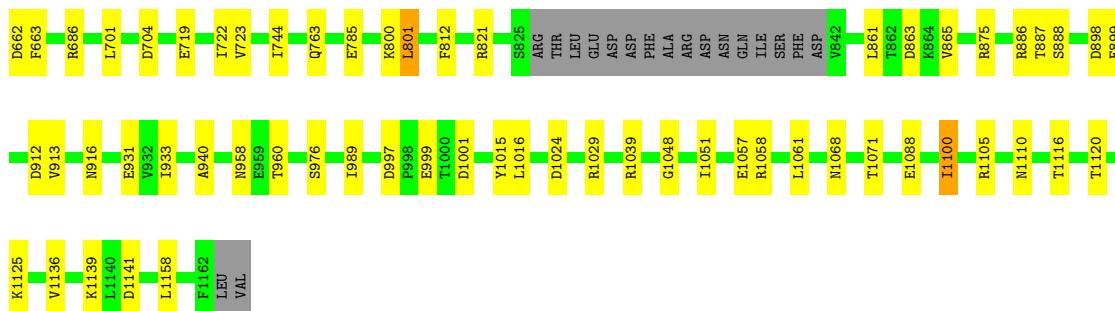 D662 F663 R686 L701 D704 E719 I722 V723 I744 Q763 E785 K800 L801 F812 R821 S825 ARG THR LEU GLU ASP ASP PHE ALA ARG ASP ASN GLN ILE SER PHE ASP V842 L861 T862 D863 K864 V865 R875 R886 T887 S888 D898
D912 V913 N916 E931 V932 I933 A940 N958 E959 T960 S976 I989 D997 P998 E999 T1000 D1001 Y1015 L1016 D1024 R1029 R1039 G1048 I1051 E1057 R1058 L1061 N1068 T1071 E1088 I1100 R1105 N1110 T1116 T1120
K1125 V1136 K1139 L1140 D1141 L1158 F1162 LEU VAL